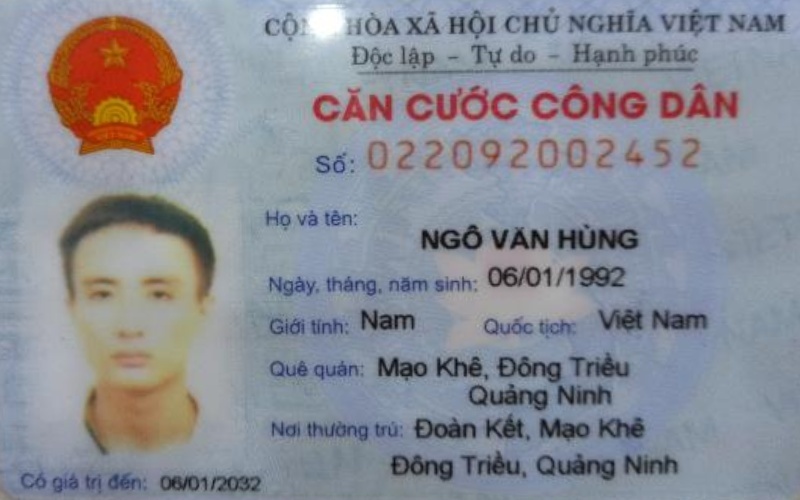 CỘNG HÒA XÃ HỘI CHỦ NGHĨA VIỆT NAM
Độc lập - Tự do - Hạnh phúc
CĂN CƯỚC CÔNG DÂN
Số: 022092002452
Họ và tên:
NGÔ VĂN HÙNG
Ngày, tháng, năm sinh: 06/01/1992
Giới tính: Nam Quốc tịch: Việt Nam
Quê quán: Mạo Khê, Đông Triều
Quảng Ninh
Nơi thường trú: Đoàn Kết, Mạo Khê
Đông Triều, Quảng Ninh
Có giá trị đến: 06/01/2032